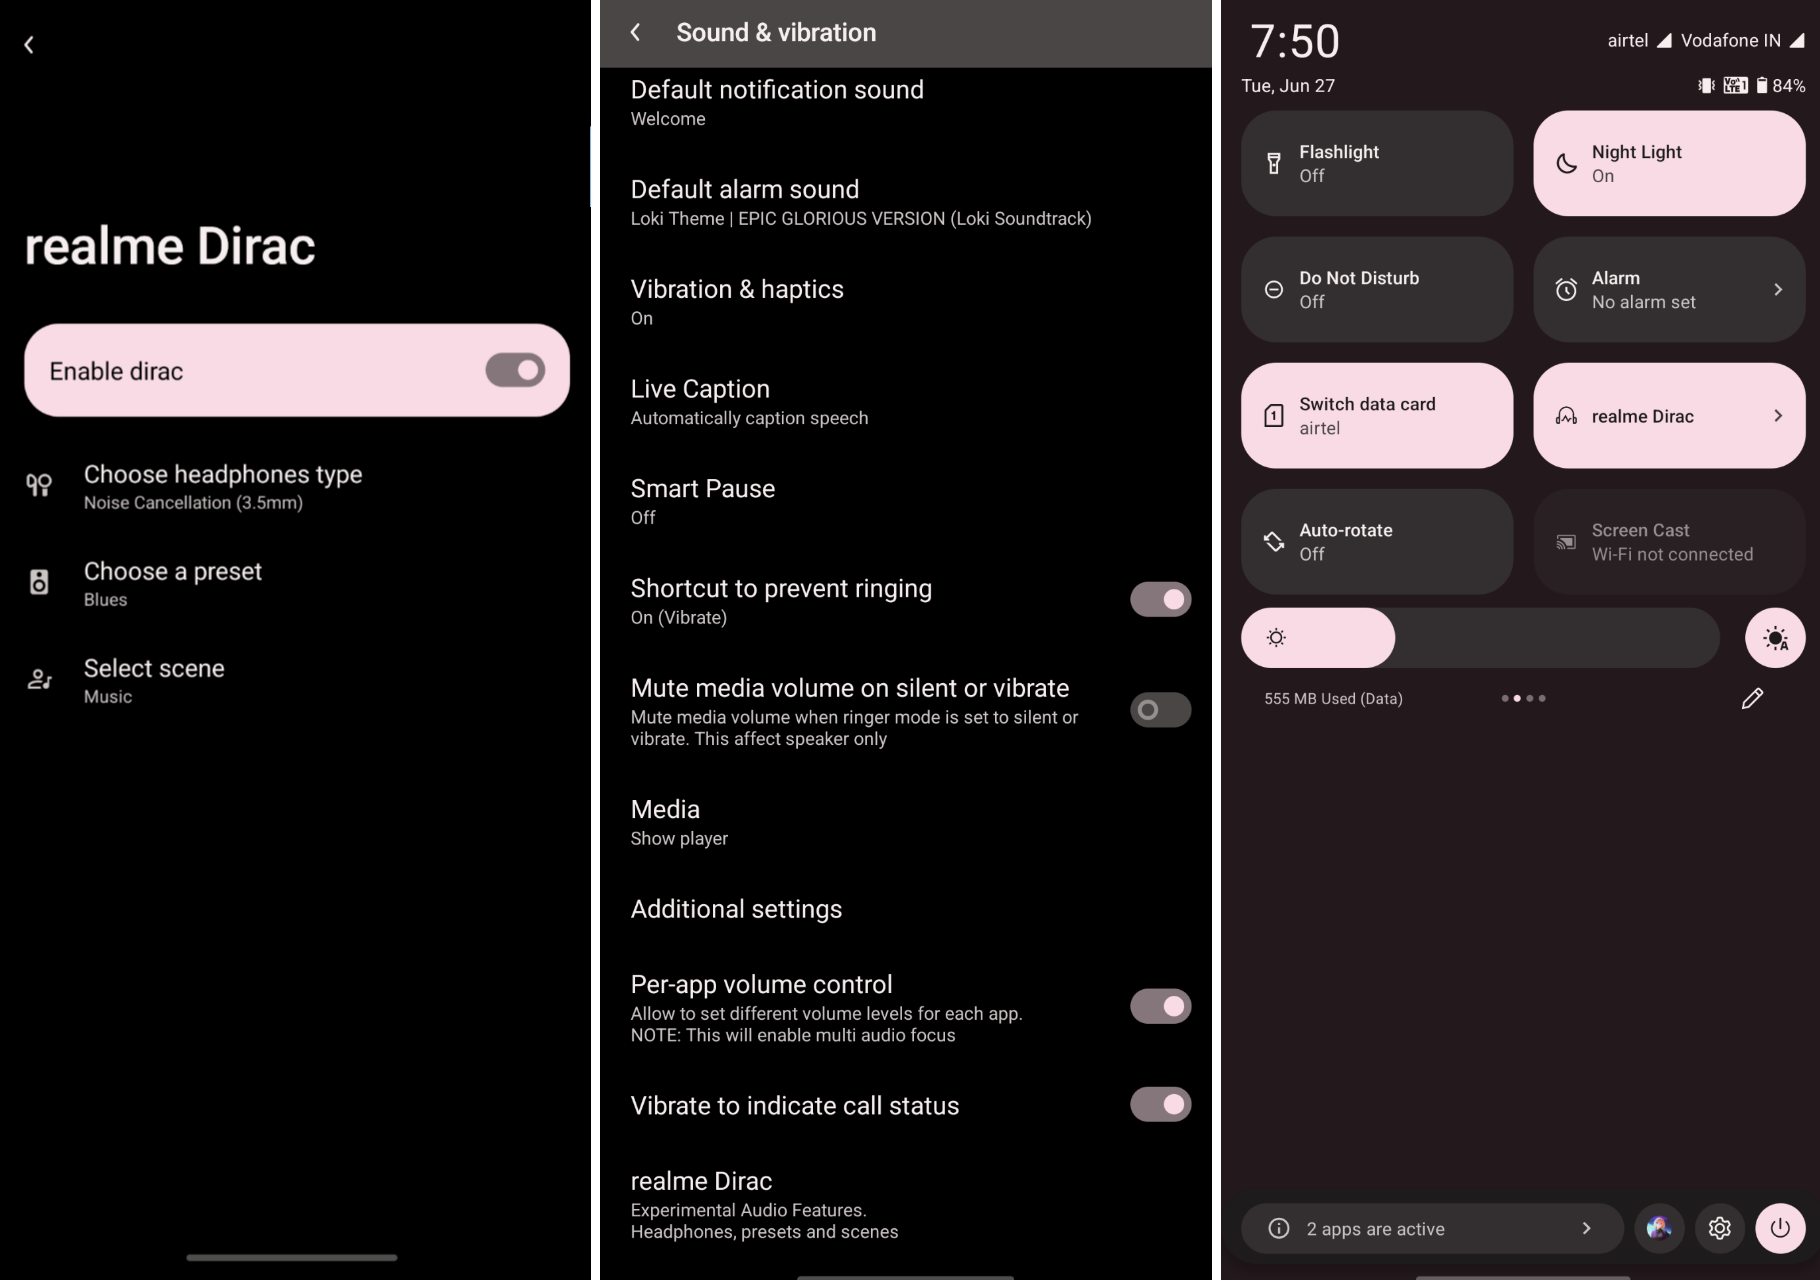 realme Dirac
Enable dirac
Choose headphones type
Noise Cancellation (3.5mm)
Choose a preset
Blues
Select scene
Music
Sound & vibration
Default notification sound
Welcome
Default alarm sound
Loki Theme | EPIC GLORIOUS VERSION (Loki Soundtrack)
Vibration & haptics
On
Live Caption
Automatically caption speech
Smart Pause
Off
Shortcut to prevent ringing
On (Vibrate)
Mute media volume on silent or vibrate
Mute media volume when ringer mode is set to silent or
vibrate. This affect speaker only
Media
Show player
Additional settings
Per-app volume control
Allow to set different volume levels for each app.
NOTE: This will enable multi audio focus
Vibrate to indicate call status
realme Dirac
Experimental Audio Features.
Headphones, presets and scenes
7:50
airtel Vodafone IN
Tue, Jun 27
VoLTE 1 84%
Flashlight
Off
Night Light
On
Do Not Disturb
Off
Alarm
No alarm set
1
Switch data card
airtel
realme Dirac
Auto-rotate
Off
Screen Cast
Wi-Fi not connected
A
555 MB Used (Data)
2 apps are active